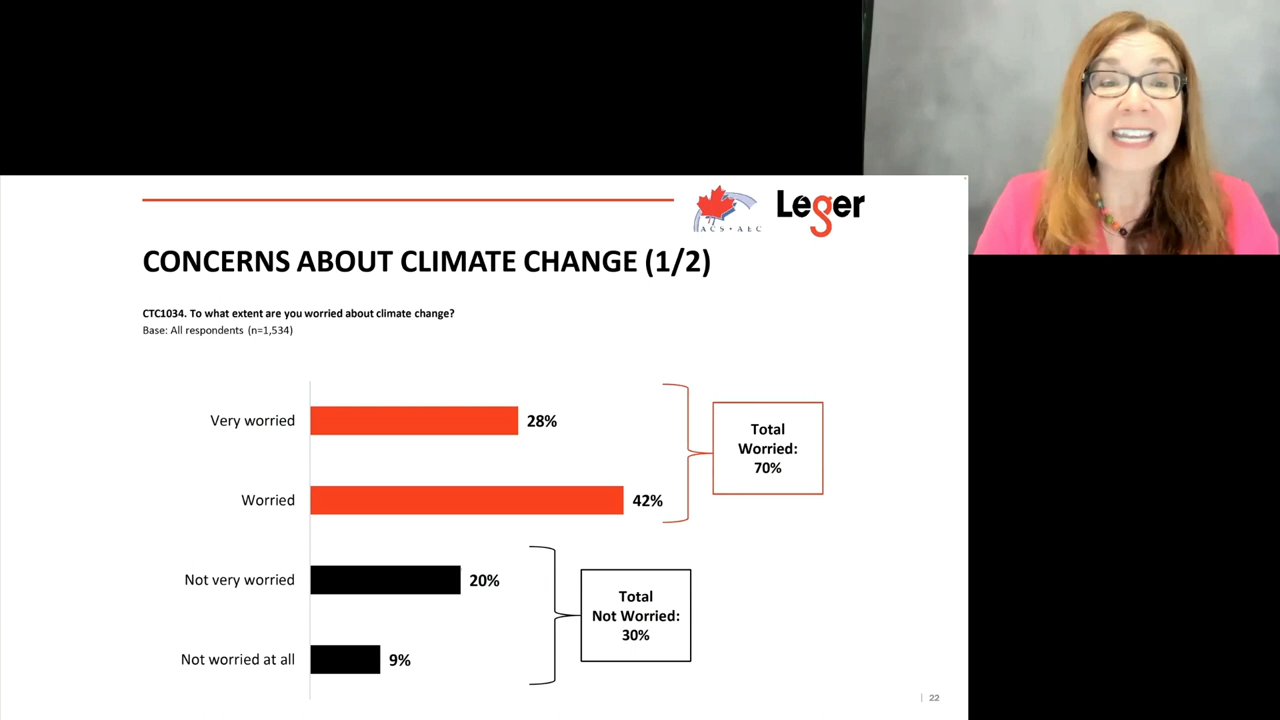 ACS • AEC
Leger
CONCERNS ABOUT CLIMATE CHANGE (1/2)
CTC1034. To what extent are you worried about climate change?
Base: All respondents (n=1,534)
Very worried
28%
Worried
42%
Total
Worried:
70%
Not very worried
20%
Not worried at all
9%
Total
Not Worried:
30%
| 22